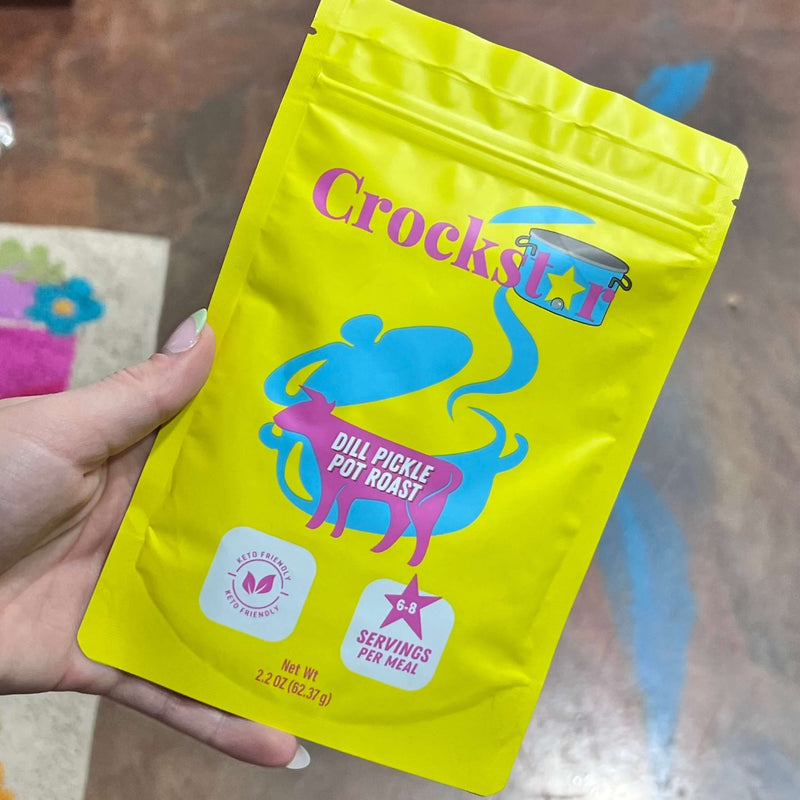 Crockstar
DILL PICKLE
POT ROAST
KETO FRIENDLY
KETO FRIENDLY
6-8
SERVINGS
PER MEAL
Net Wt
2.2 OZ (62.37 g)